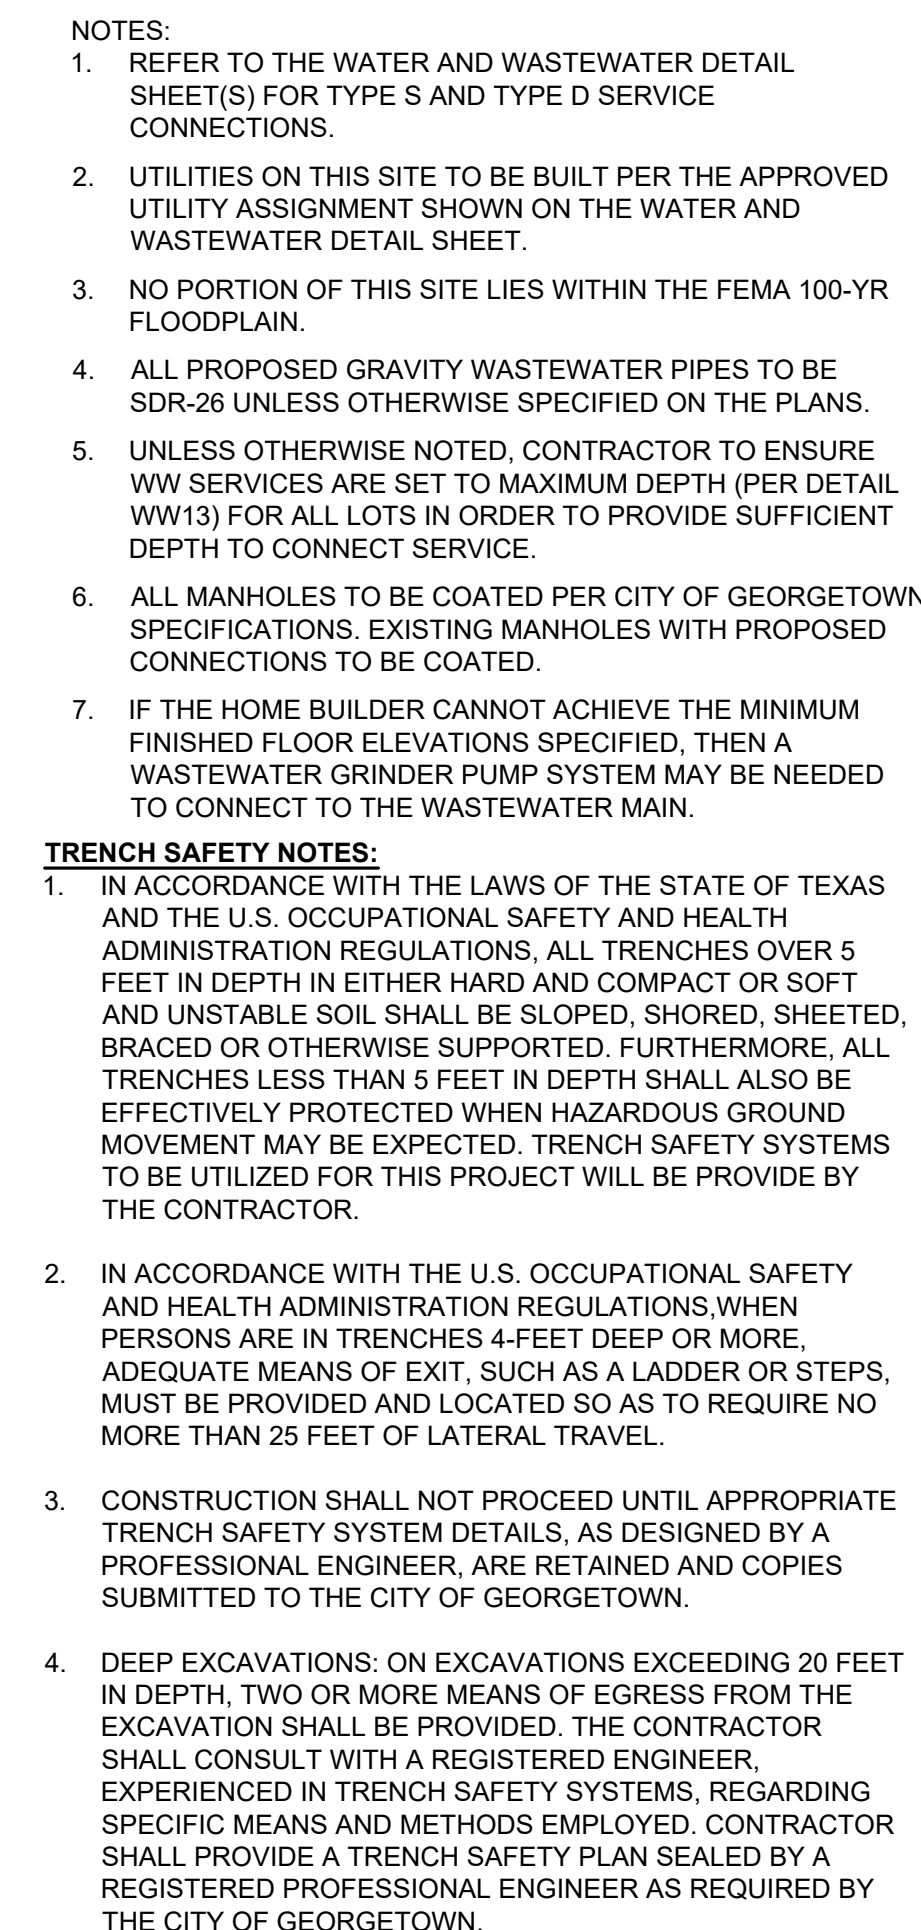 NOTES:
1. REFER TO THE WATER AND WASTEWATER DETAIL
SHEET(S) FOR TYPE S AND TYPE D SERVICE
CONNECTIONS.
2. UTILITIES ON THIS SITE TO BE BUILT PER THE APPROVED
UTILITY ASSIGNMENT SHOWN ON THE WATER AND
WASTEWATER DETAIL SHEET.
3. NO PORTION OF THIS SITE LIES WITHIN THE FEMA 100-YR
FLOODPLAIN.
4. ALL PROPOSED GRAVITY WASTEWATER PIPES TO BE
SDR-26 UNLESS OTHERWISE SPECIFIED ON THE PLANS.
5. UNLESS OTHERWISE NOTED, CONTRACTOR TO ENSURE
WW SERVICES ARE SET TO MAXIMUM DEPTH (PER DETAIL
WW13) FOR ALL LOTS IN ORDER TO PROVIDE SUFFICIENT
DEPTH TO CONNECT SERVICE.
6. ALL MANHOLES TO BE COATED PER CITY OF GEORGETOWN
SPECIFICATIONS. EXISTING MANHOLES WITH PROPOSED
CONNECTIONS TO BE COATED.
7. IF THE HOME BUILDER CANNOT ACHIEVE THE MINIMUM
FINISHED FLOOR ELEVATIONS SPECIFIED, THEN A
WASTEWATER GRINDER PUMP SYSTEM MAY BE NEEDED
TO CONNECT TO THE WASTEWATER MAIN.
TRENCH SAFETY NOTES:
1. IN ACCORDANCE WITH THE LAWS OF THE STATE OF TEXAS
AND THE U.S. OCCUPATIONAL SAFETY AND HEALTH
ADMINISTRATION REGULATIONS, ALL TRENCHES OVER 5
FEET IN DEPTH IN EITHER HARD AND COMPACT OR SOFT
AND UNSTABLE SOIL SHALL BE SLOPED, SHORED, SHEETED,
BRACED OR OTHERWISE SUPPORTED. FURTHERMORE, ALL
TRENCHES LESS THAN 5 FEET IN DEPTH SHALL ALSO BE
EFFECTIVELY PROTECTED WHEN HAZARDOUS GROUND
MOVEMENT MAY BE EXPECTED. TRENCH SAFETY SYSTEMS
TO BE UTILIZED FOR THIS PROJECT WILL BE PROVIDE BY
THE CONTRACTOR.
2. IN ACCORDANCE WITH THE U.S. OCCUPATIONAL SAFETY
AND HEALTH ADMINISTRATION REGULATIONS,WHEN
PERSONS ARE IN TRENCHES 4-FEET DEEP OR MORE,
ADEQUATE MEANS OF EXIT, SUCH AS A LADDER OR STEPS,
MUST BE PROVIDED AND LOCATED SO AS TO REQUIRE NO
MORE THAN 25 FEET OF LATERAL TRAVEL.
3. CONSTRUCTION SHALL NOT PROCEED UNTIL APPROPRIATE
TRENCH SAFETY SYSTEM DETAILS, AS DESIGNED BY A
PROFESSIONAL ENGINEER, ARE RETAINED AND COPIES
SUBMITTED TO THE CITY OF GEORGETOWN.
4. DEEP EXCAVATIONS: ON EXCAVATIONS EXCEEDING 20 FEET
IN DEPTH, TWO OR MORE MEANS OF EGRESS FROM THE
EXCAVATION SHALL BE PROVIDED. THE CONTRACTOR
SHALL CONSULT WITH A REGISTERED ENGINEER,
EXPERIENCED IN TRENCH SAFETY SYSTEMS, REGARDING
SPECIFIC MEANS AND METHODS EMPLOYED. CONTRACTOR
SHALL PROVIDE A TRENCH SAFETY PLAN SEALED BY A
REGISTERED PROFESSIONAL ENGINEER AS REQUIRED BY
THE CITY OF GEORGETOWN.